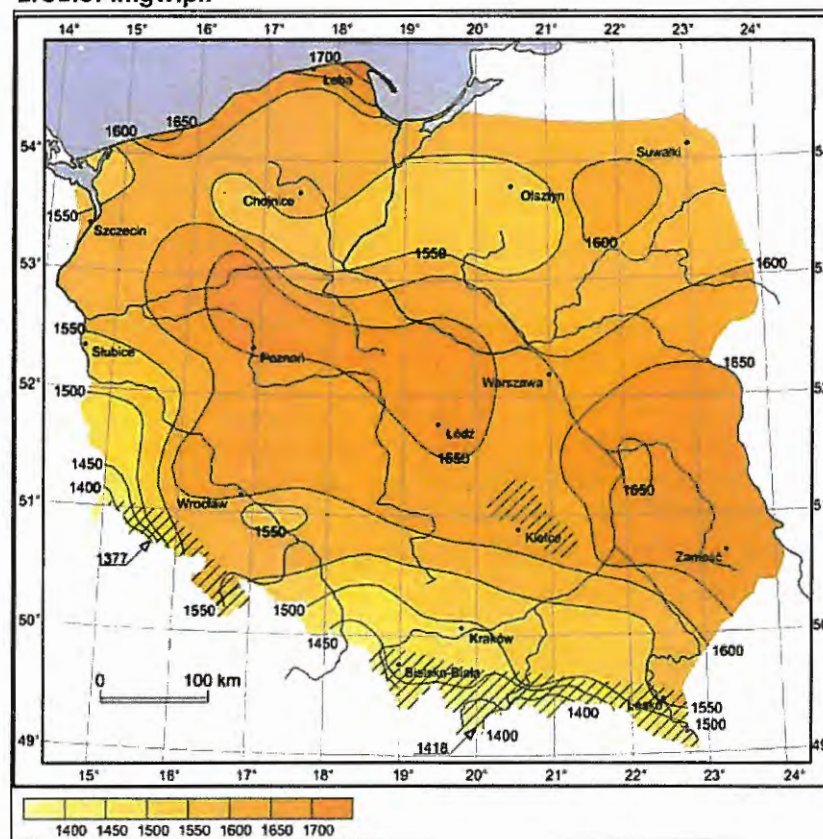 14° 15° 16° 17° 18° 19° 20° 21° 22° 23°
1700
Łeba
1650
1600
54°
Suwałki
Chojnice
Olsztyn
1550
Szczecin
1600
53°
1550
1600
1550
Słubice
1650
Poznań
Warszawa
52°
1500
Łódź
1650
1450
1400
1650
51°
Wrocław
1550
Kielce
Zamość
1377
1550
1500
50°
1450
Kraków
1600
0 100 km
Bielsko-Biała
Lesko
1550
1400
1500
49°
1418
1400
15° 16° 17° 18° 19° 20° 21° 22° 23°
1400 1450 1500 1550 1600 1650 1700